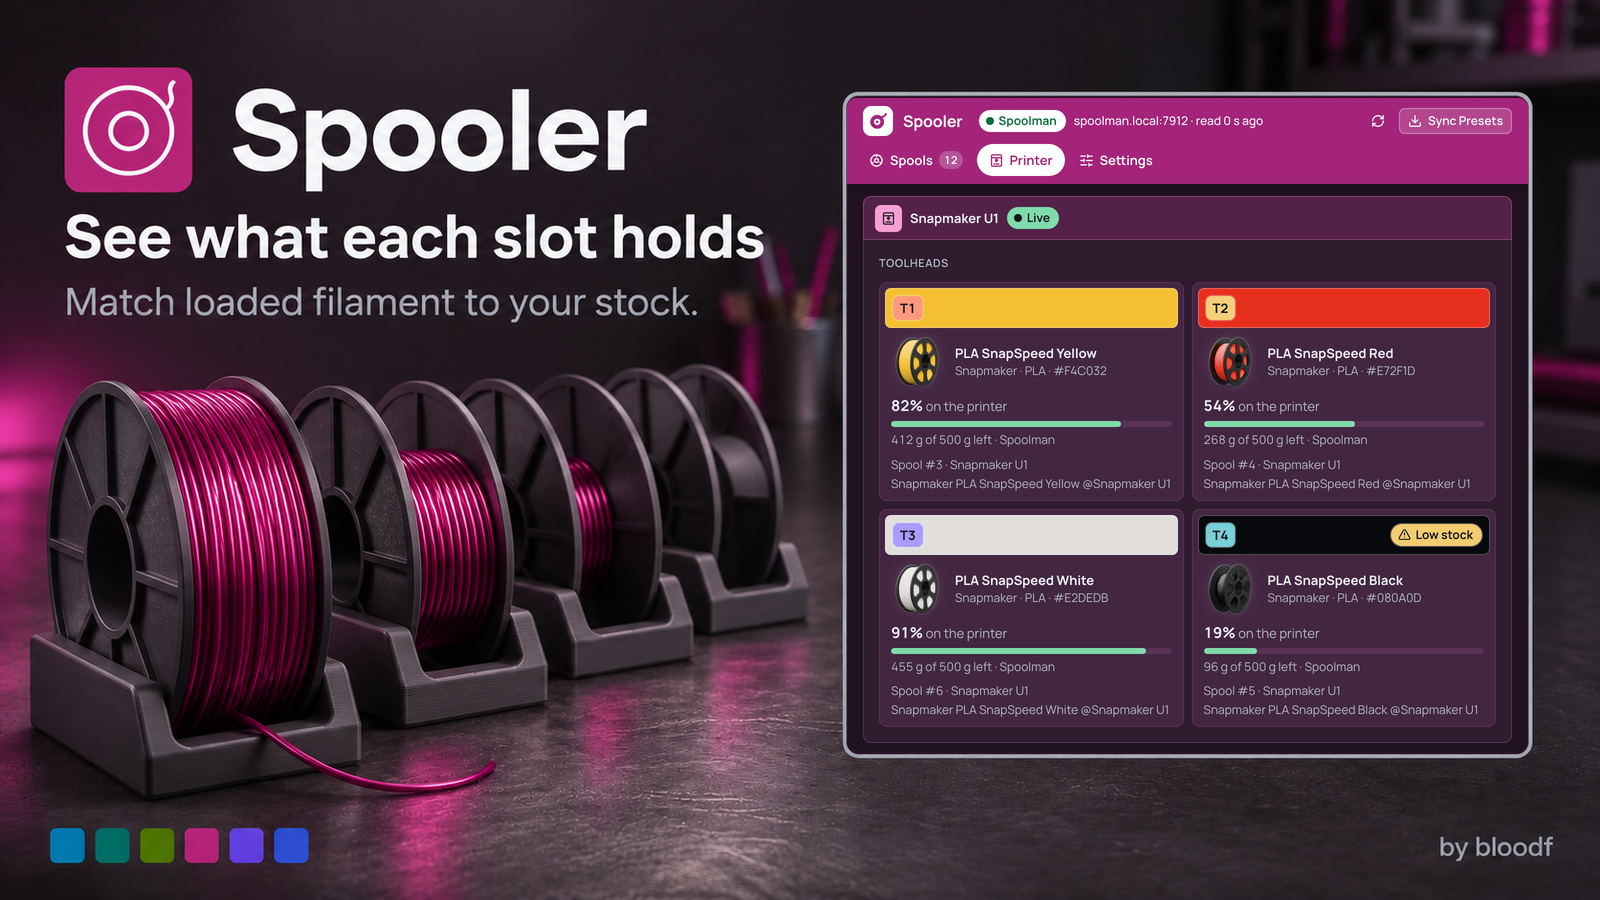 Spooler
See what each slot holds
Match loaded filament to your stock.
Spooler
Spoolman
spoolman.local:7912 · read 0 s ago
Sync Presets
Spools 12
Printer
Settings
Snapmaker U1
Live
TOOLHEADS
T1
PLA SnapSpeed Yellow
Snapmaker · PLA · #F4C032
82% on the printer
412 g of 500 g left · Spoolman
Spool #3 · Snapmaker U1
Snapmaker PLA SnapSpeed Yellow @Snapmaker U1
T2
PLA SnapSpeed Red
Snapmaker · PLA · #E72F1D
54% on the printer
268 g of 500 g left · Spoolman
Spool #4 · Snapmaker U1
Snapmaker PLA SnapSpeed Red @Snapmaker U1
T3
PLA SnapSpeed White
Snapmaker · PLA · #E2DEDB
91% on the printer
455 g of 500 g left · Spoolman
Spool #6 · Snapmaker U1
Snapmaker PLA SnapSpeed White @Snapmaker U1
T4
Low stock
PLA SnapSpeed Black
Snapmaker · PLA · #080A0D
19% on the printer
96 g of 500 g left · Spoolman
Spool #5 · Snapmaker U1
Snapmaker PLA SnapSpeed Black @Snapmaker U1
by bloodf